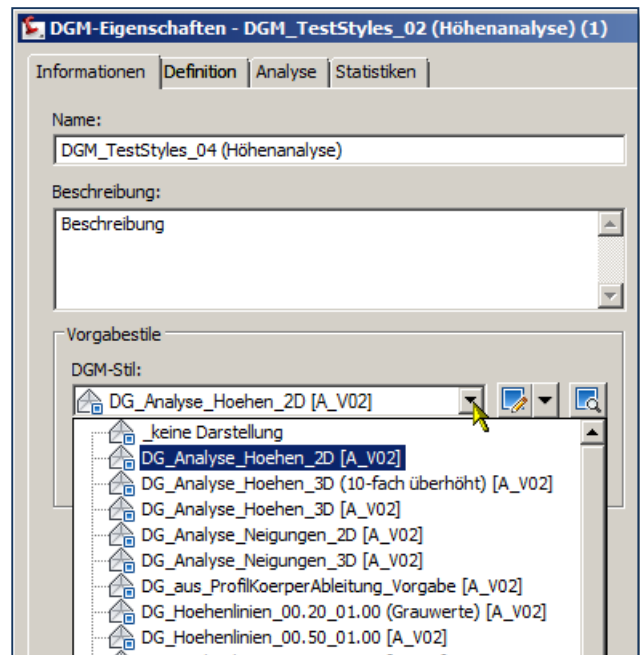 DGM-Eigenschaften - DGM_TestStyles_02 (Höhenanalyse) (1)
Informationen Definition Analyse Statistiken
Name:
DGM_TestStyles_04 (Höhenanalyse)
Beschreibung:
Beschreibung
Vorgabestile
DGM-Stil:
DG_Analyse_Hoehen_2D [A_V02]
_keine Darstellung
DG_Analyse_Hoehen_2D [A_V02]
DG_Analyse_Hoehen_3D (10-fach überhöht) [A_V02]
DG_Analyse_Hoehen_3D [A_V02]
DG_Analyse_Neigungen_2D [A_V02]
DG_Analyse_Neigungen_3D [A_V02]
DG_aus_ProfilKoerperAbleitung_Vorgabe [A_V02]
DG_Hoehenlinien_00.20_01.00 (Grauwerte) [A_V02]
DG_Hoehenlinien_00.50_01.00 [A_V02]